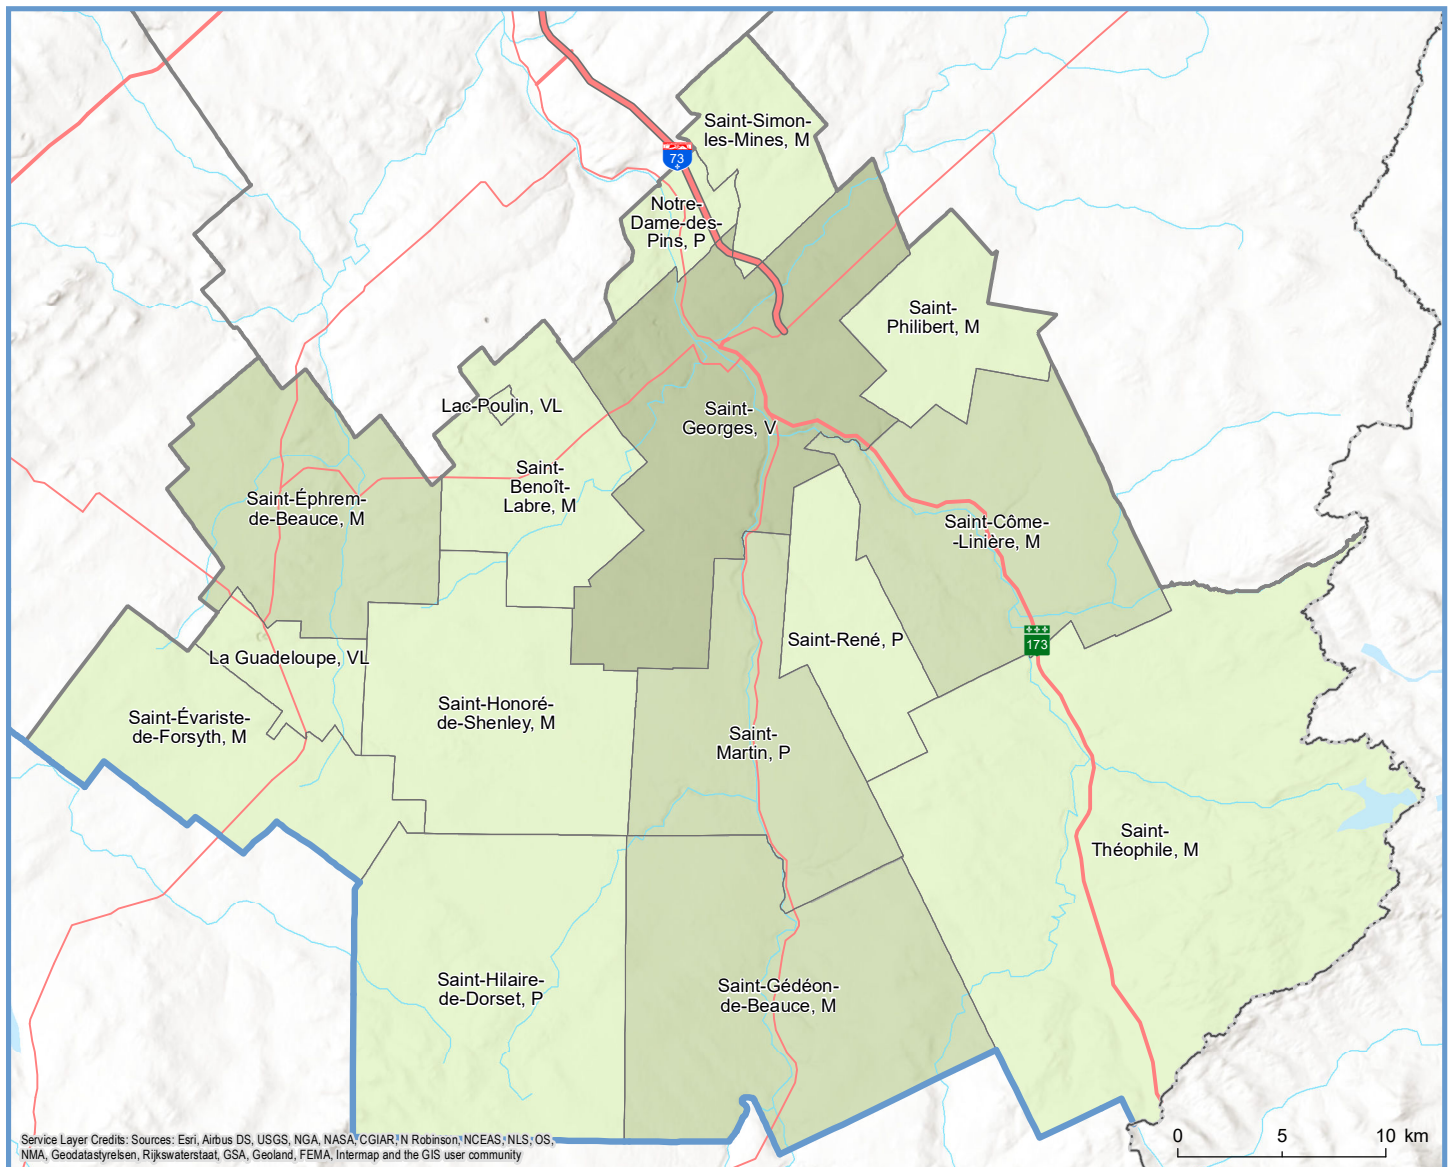 Saint-Simon-
les-Mines, M
73
Notre-
Dame-des-
Pins, P
Saint-
Philibert, M
Lac-Poulin, VL
Saint-
Georges, V
Saint-
Benoît-
Labre, M
Saint-Éphrem-
de-Beauce, M
Saint-Côme-
-Linière, M
Saint-René, P
173
La Guadeloupe, VL
Saint-Évariste-
de-Forsyth, M
Saint-Honoré-
de-Shenley, M
Saint-
Martin, P
Saint-
Théophile, M
Saint-Hilaire-
de-Dorset, P
Saint-Gédéon-
de-Beauce, M
0 5 10 km
Service Layer Credits: Sources: Esri, Airbus DS, USGS, NGA, NASA, CGIAR, N Robinson, NCEAS, NLS, OS,
NMA, Geodatastyrelsen, Rijkswaterstaat, GSA, Geoland, FEMA, Intermap and the GIS user community